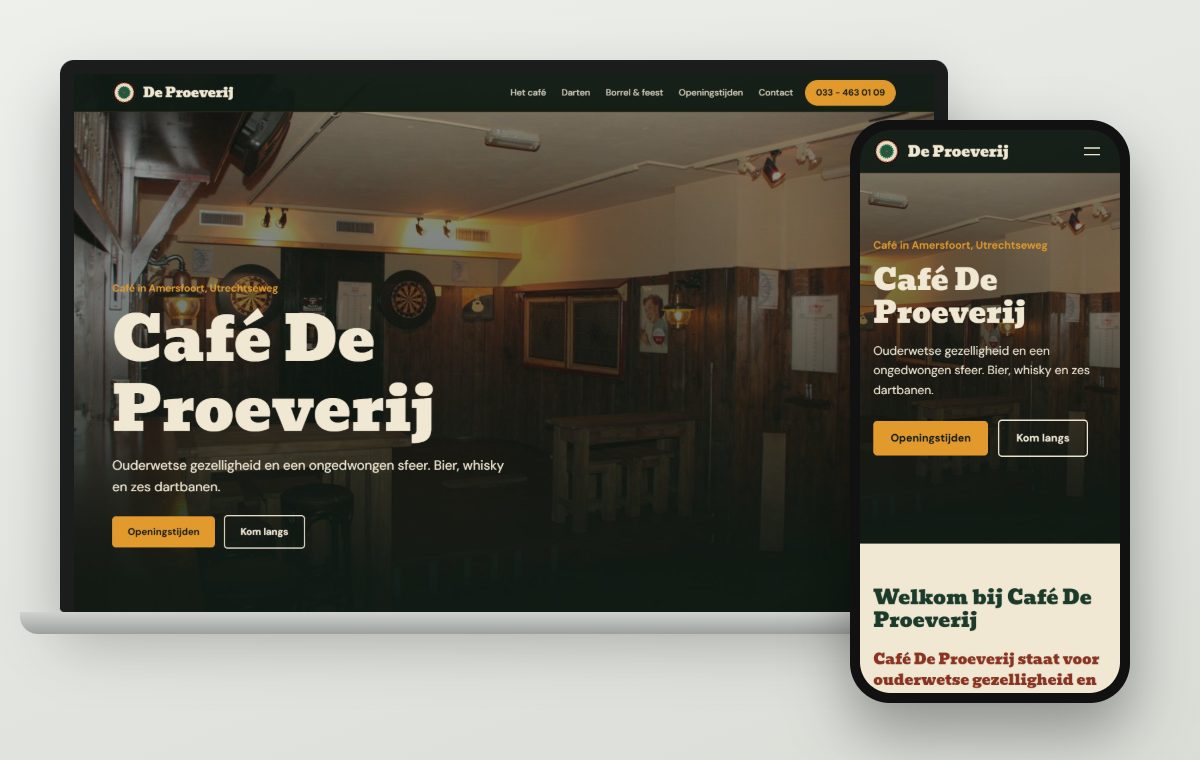 De Proeverij
Het café
Darten
Borrel & feest
Openingstijden
Contact
033 - 463 01 09
Café in Amersfoort, Utrechtseweg
Café De
Proeverij
Ouderwetse gezelligheid en een ongedwongen sfeer. Bier, whisky
en zes dartbanen.
Openingstijden
Kom langs
De Proeverij
Café in Amersfoort, Utrechtseweg
Café De
Proeverij
Ouderwetse gezelligheid en een
ongedwongen sfeer. Bier, whisky en zes
dartbanen.
Openingstijden
Kom langs
Welkom bij Café De
Proeverij
Café De Proeverij staat voor
ouderwetse gezelligheid en